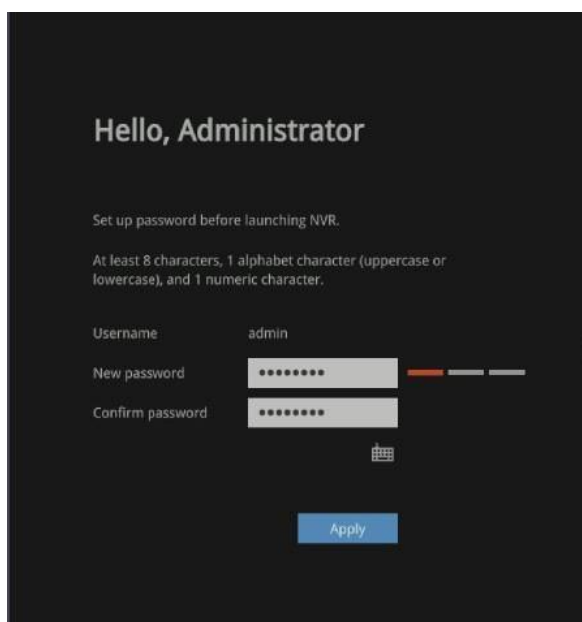 Hello, Administrator
Set up password before launching NVR.
At least 8 characters, 1 alphabet character (uppercase or
lowercase), and 1 numeric character.
Username admin
New password ••••••••
Confirm password ••••••••
Apply